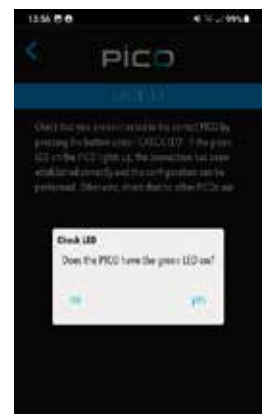 13:56
99%
PICO
CHECK LED
Check that you are connected to the correct PICO by
pressing the button below "CHECK LED". If the green
LED on the PICO lights up, the connection has been
established correctly and the configuration can be
performed. Otherwise, check that no other PICOs are
Check LED
Does the PICO have the green LED on?
no
yes